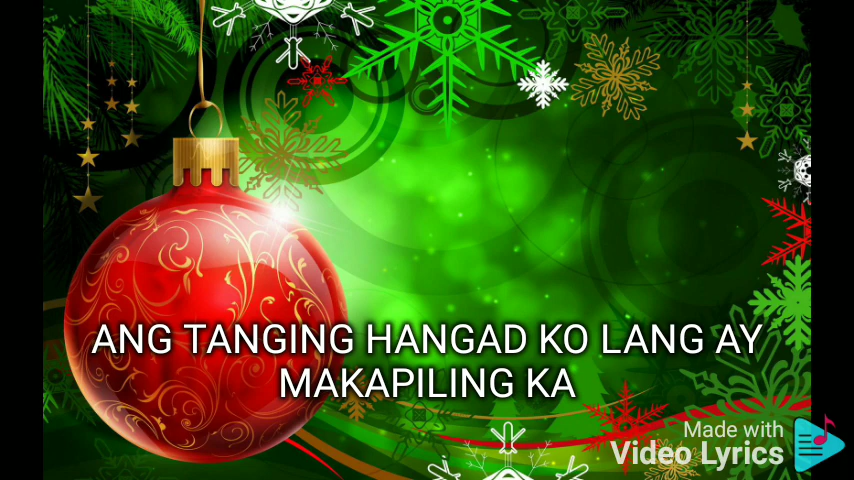 ANG TANGING HANGAD KO LANG AY
MAKAPILING KA
Made with
Video Lyrics